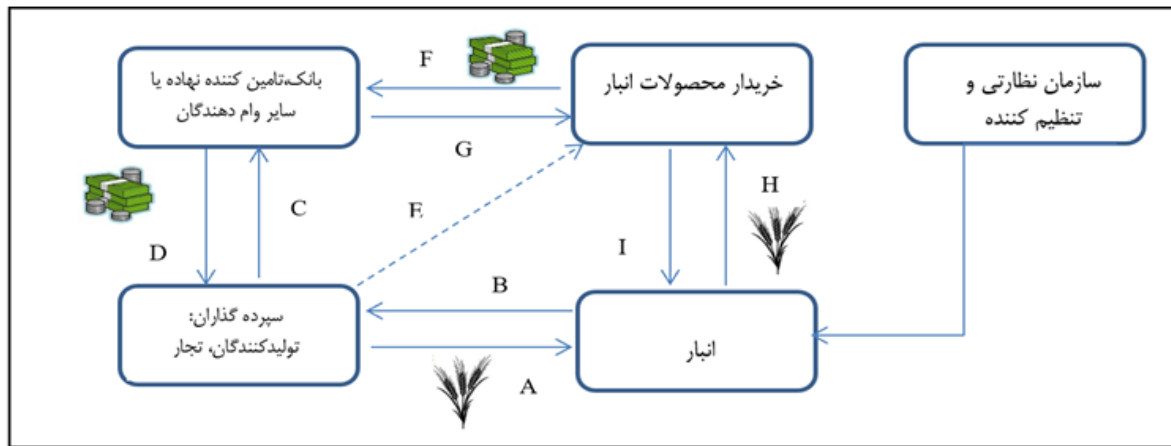 بانک،تامین کننده نهاده یا
سایر وام دهندگان
F
خریدار محصولات انبار
سازمان نظارتی و
تنظیم کننده
G
C
D
E
H
I
سپرده گذاران:
تولیدکنندگان، تجار
B
A
انبار